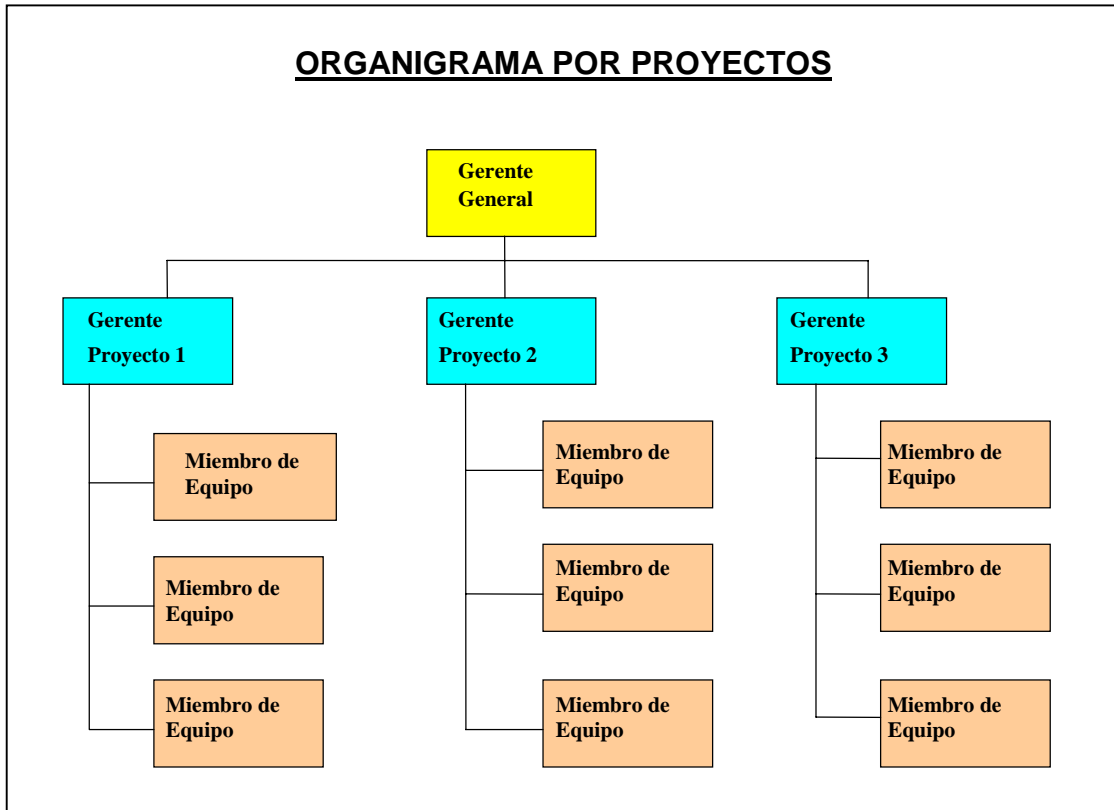 ORGANIGRAMA POR PROYECTOS
Gerente
General
Gerente
Proyecto 1
Gerente
Proyecto 2
Gerente
Proyecto 3
Miembro de
Equipo
Miembro de
Equipo
Miembro de
Equipo
Miembro de
Equipo
Miembro de
Equipo
Miembro de
Equipo
Miembro de
Equipo
Miembro de
Equipo
Miembro de
Equipo